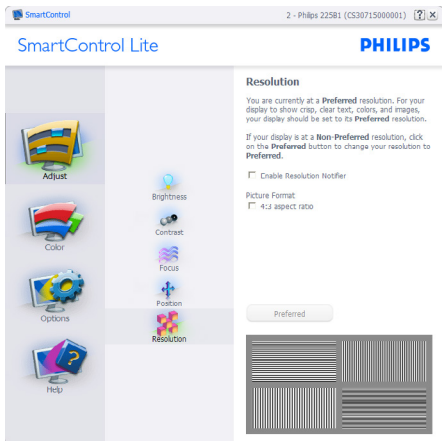 SmartControl
2 - Philips 225B1 (CS30715000001)
SmartControl Lite
PHILIPS
Adjust
Color
Options
Help
Brightness
Contrast
Focus
Position
Resolution
Resolution
You are currently at a Preferred resolution. For your
display to show crisp, clear text, colors, and images,
your display should be set to its Preferred resolution.
If your display is at a Non-Preferred resolution, click
on the Preferred button to change your resolution to
Preferred.
Enable Resolution Notifier
Picture Format
4:3 aspect ratio
Preferred